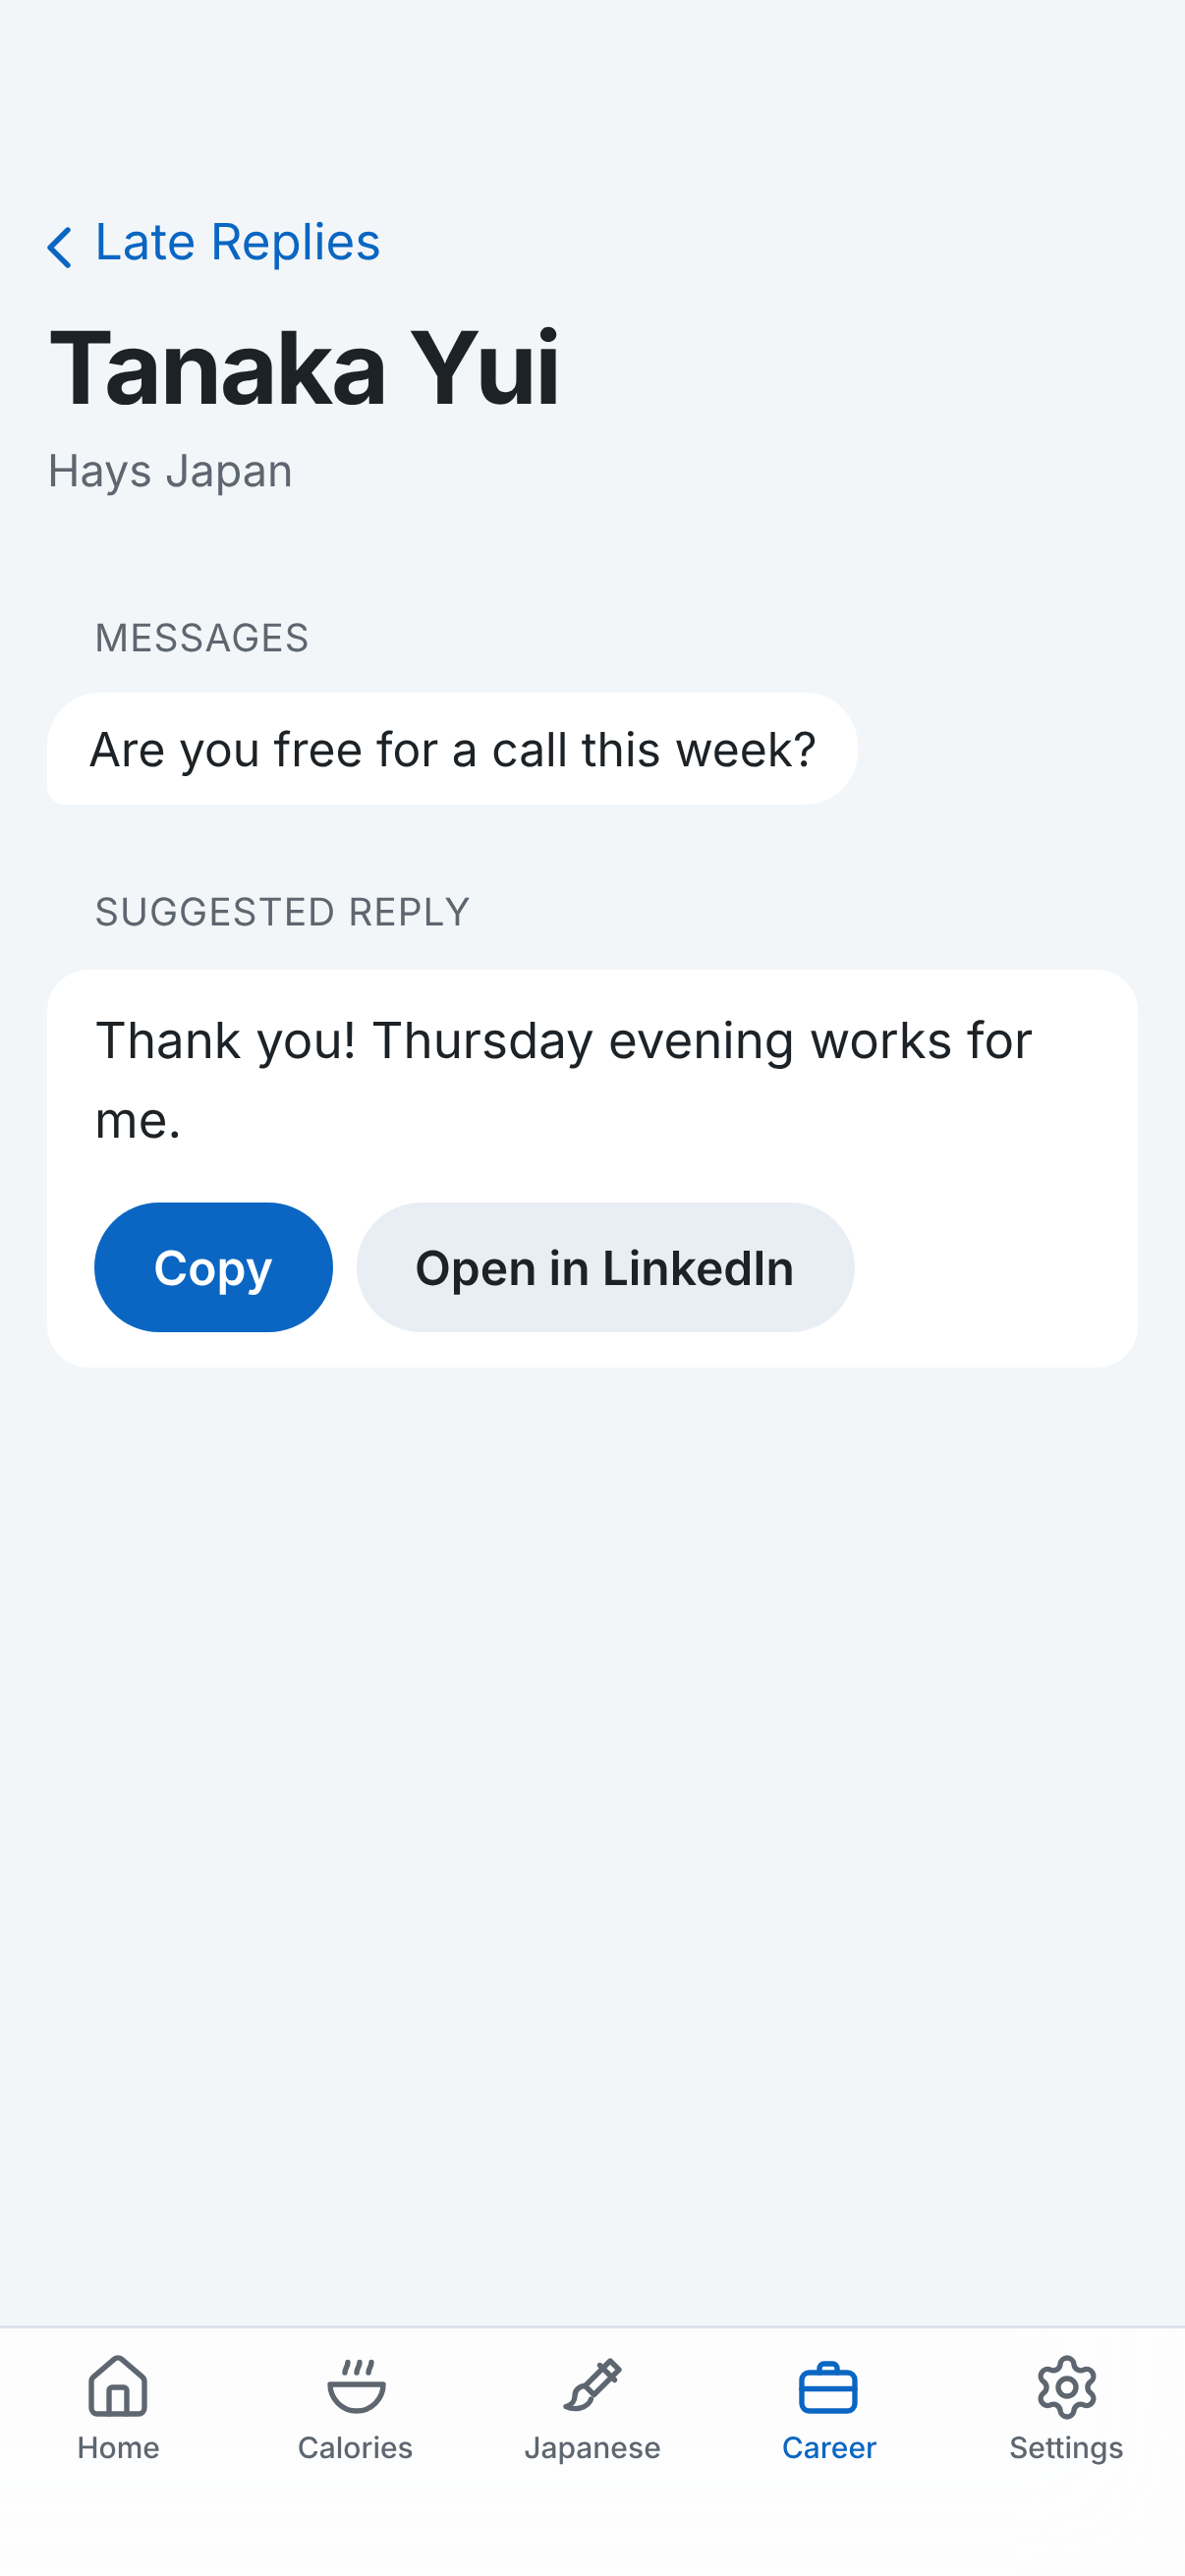 Late Replies
Tanaka Yui
Hays Japan
MESSAGES
Are you free for a call this week?
SUGGESTED REPLY
Thank you! Thursday evening works for
me.
Copy
Open in LinkedIn
Home
Calories
Japanese
Career
Settings